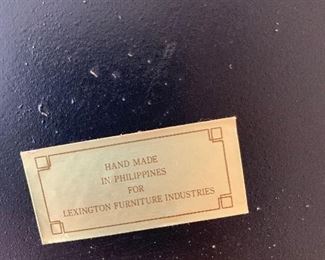 HAND MADE
IN PHILIPPINES
FOR
LEXINGTON FURNITURE INDUSTRIES